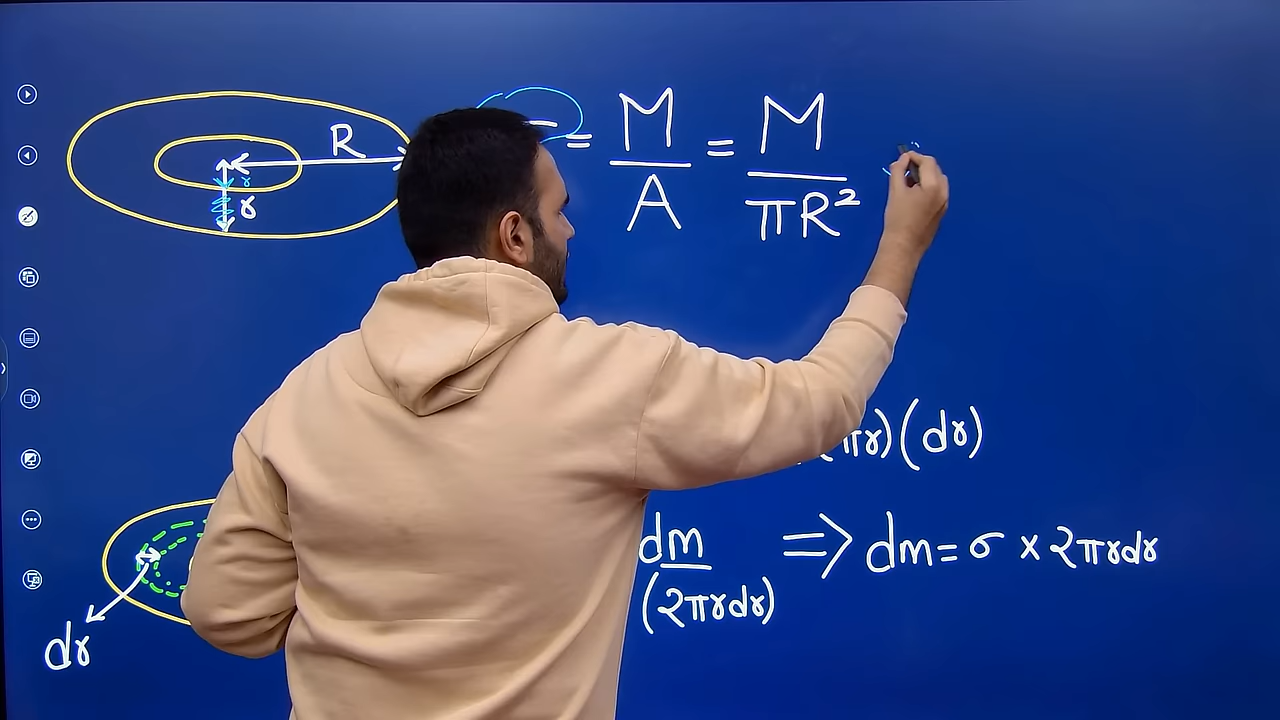 R
r
r
= M/A = M/πR²
πr)(dr)
dm/(2πrdr) => dm = σ × 2πrdr
dr